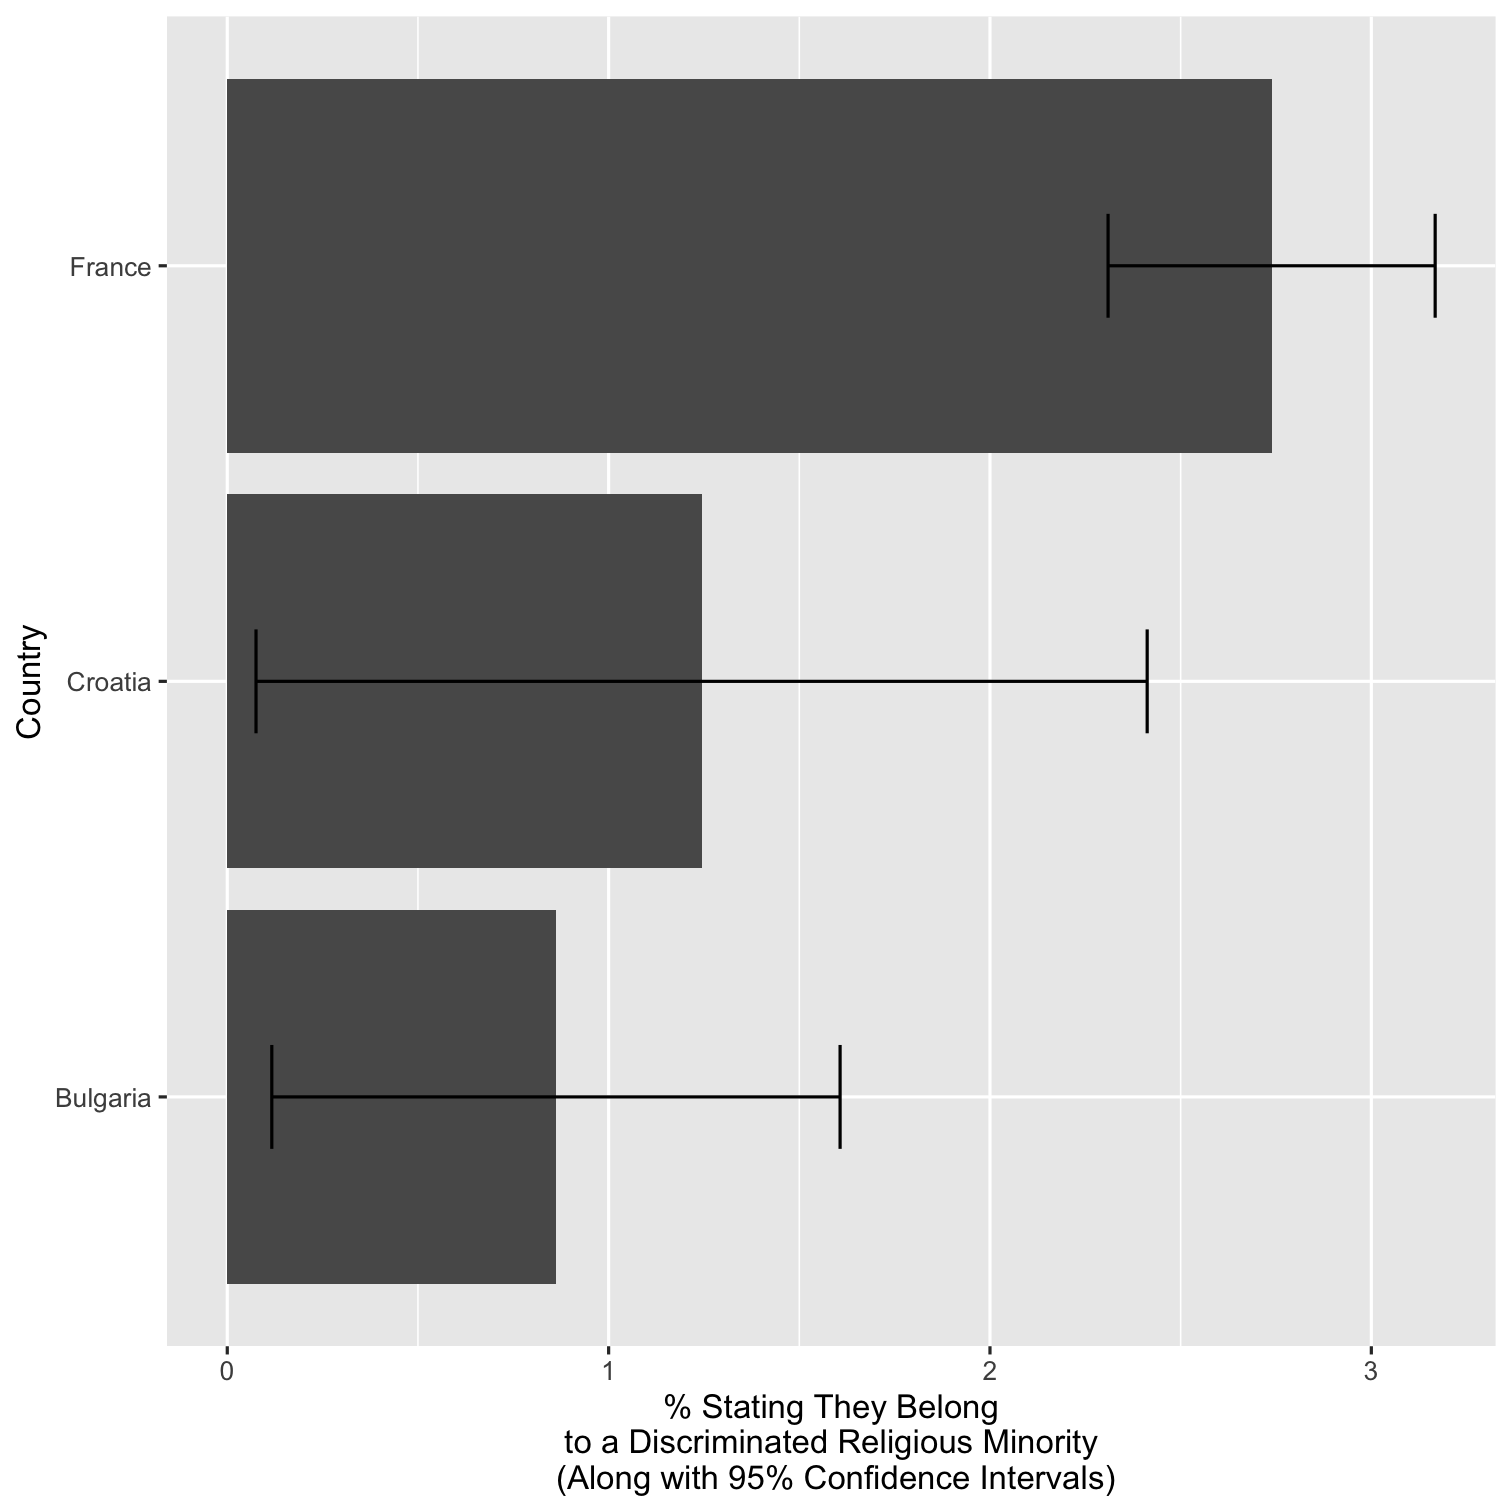 Country
France
Croatia
Bulgaria
0 1 2 3
% Stating They Belong
to a Discriminated Religious Minority
(Along with 95% Confidence Intervals)